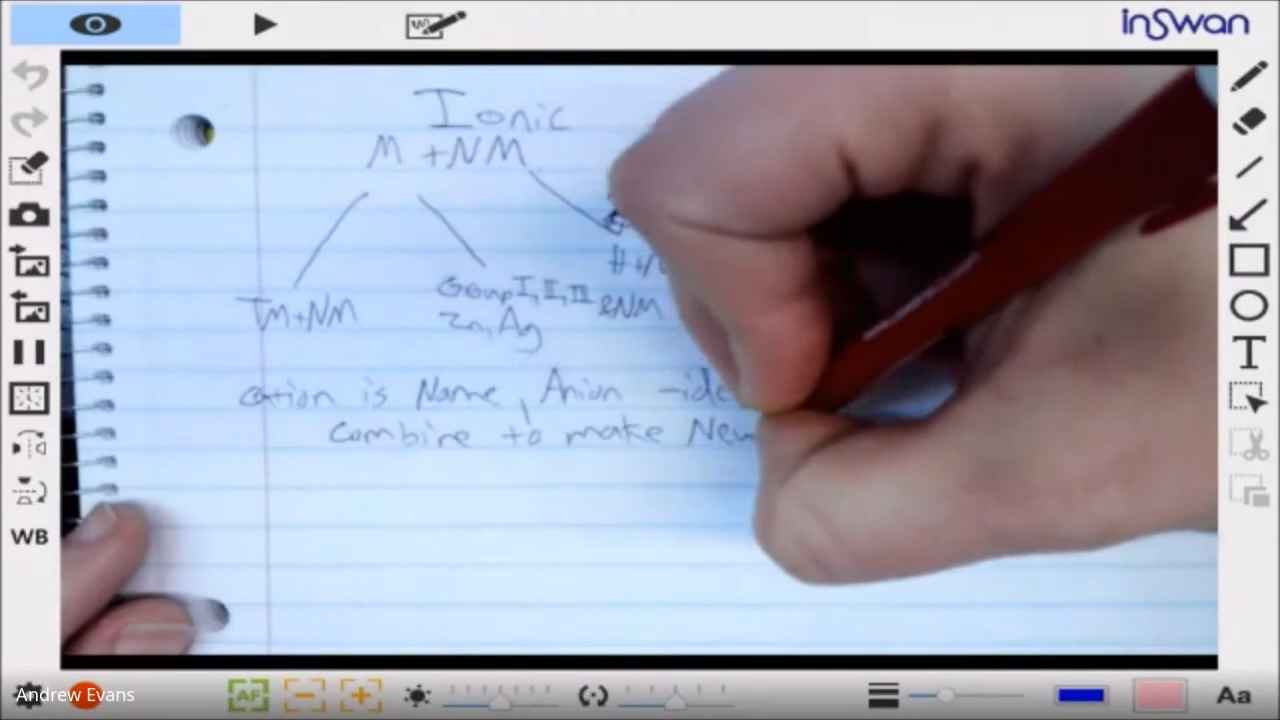 inSwan
Ionic
M + NM
TM+NM
Group I, II, III &NM
Zn, Ag
cation is Name, Anion -ide
Combine to make
WB
T
AF
Andrew Evans
Aa